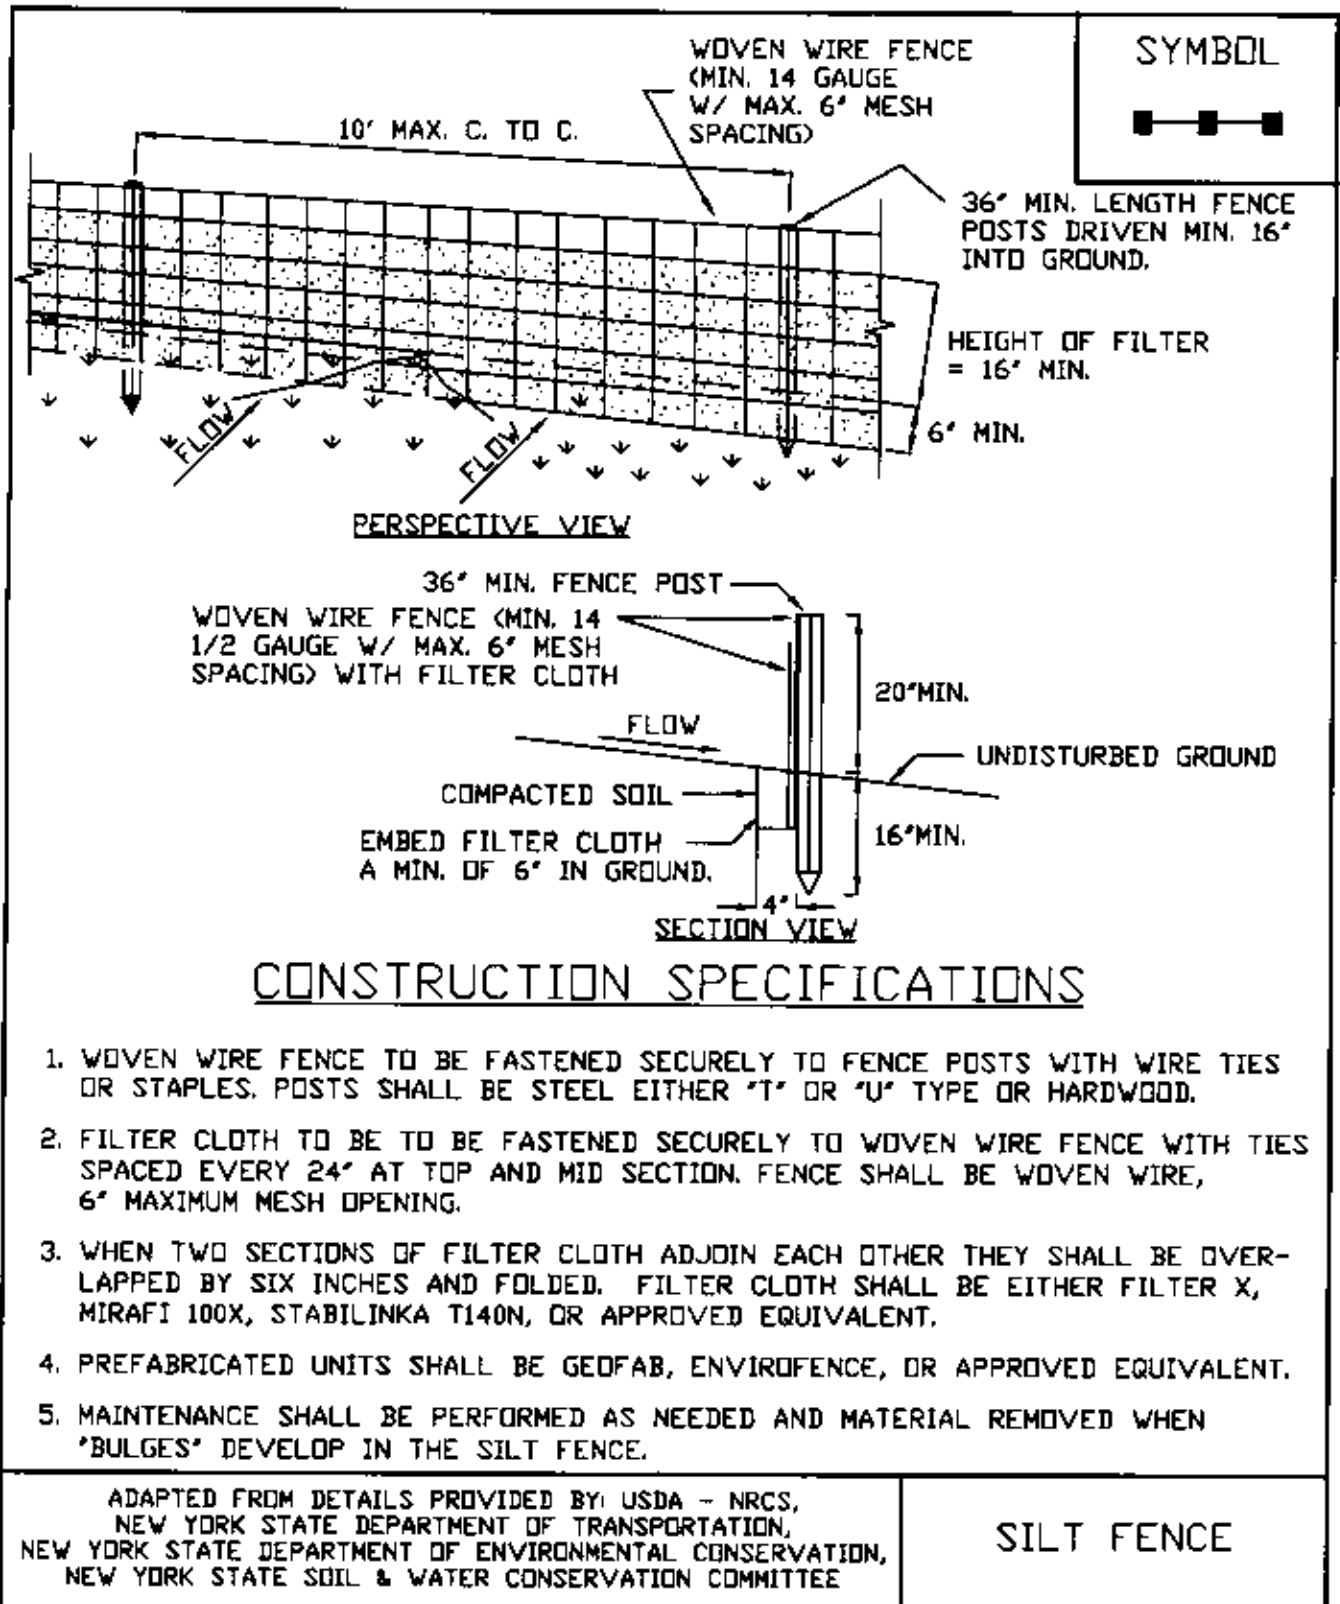 WOVEN WIRE FENCE
(MIN. 14 GAUGE
W/ MAX. 6" MESH
SPACING)
SYMBOL
10' MAX. C. TO C.
36" MIN. LENGTH FENCE
POSTS DRIVEN MIN. 16"
INTO GROUND.
HEIGHT OF FILTER
= 16" MIN.
6" MIN.
FLOW
FLOW
PERSPECTIVE VIEW
36" MIN. FENCE POST
WOVEN WIRE FENCE (MIN. 14
1/2 GAUGE W/ MAX. 6" MESH
SPACING) WITH FILTER CLOTH
20"MIN.
FLOW
UNDISTURBED GROUND
COMPACTED SOIL
EMBED FILTER CLOTH
A MIN. OF 6" IN GROUND.
16"MIN.
4"
SECTION VIEW
CONSTRUCTION SPECIFICATIONS
1. WOVEN WIRE FENCE TO BE FASTENED SECURELY TO FENCE POSTS WITH WIRE TIES
OR STAPLES. POSTS SHALL BE STEEL EITHER "T" OR "U" TYPE OR HARDWOOD.
2. FILTER CLOTH TO BE TO BE FASTENED SECURELY TO WOVEN WIRE FENCE WITH TIES
SPACED EVERY 24" AT TOP AND MID SECTION. FENCE SHALL BE WOVEN WIRE,
6" MAXIMUM MESH OPENING.
3. WHEN TWO SECTIONS OF FILTER CLOTH ADJOIN EACH OTHER THEY SHALL BE OVER-
LAPPED BY SIX INCHES AND FOLDED. FILTER CLOTH SHALL BE EITHER FILTER X,
MIRAFI 100X, STABILINKA T140N, OR APPROVED EQUIVALENT.
4. PREFABRICATED UNITS SHALL BE GEOFAB, ENVIROFENCE, OR APPROVED EQUIVALENT.
5. MAINTENANCE SHALL BE PERFORMED AS NEEDED AND MATERIAL REMOVED WHEN
"BULGES" DEVELOP IN THE SILT FENCE.
ADAPTED FROM DETAILS PROVIDED BY: USDA - NRCS,
NEW YORK STATE DEPARTMENT OF TRANSPORTATION,
NEW YORK STATE DEPARTMENT OF ENVIRONMENTAL CONSERVATION,
NEW YORK STATE SOIL & WATER CONSERVATION COMMITTEE
SILT FENCE